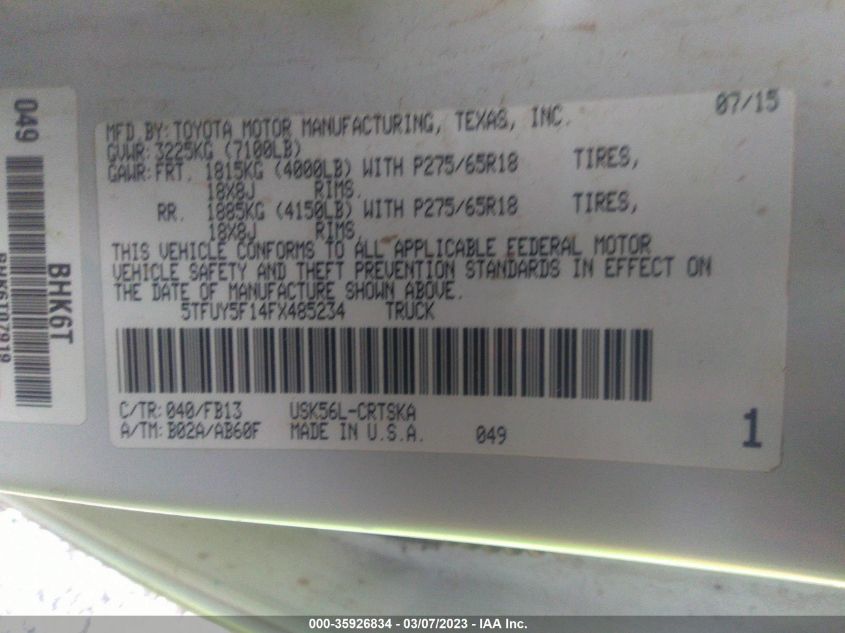 049
BHK6T
BHK6T07919
07/15
MFD.BY:TOYOTA MOTOR MANUFACTURING, TEXAS, INC.
GVWR:3225KG (7100LB)
GAWR:FRT. 1815KG (4000LB) WITH P275/65R18 TIRES,
18X8J RIMS.
RR. 1885KG (4150LB) WITH P275/65R18 TIRES,
18X8J RIMS.
THIS VEHICLE CONFORMS TO ALL APPLICABLE FEDERAL MOTOR
VEHICLE SAFETY AND THEFT PREVENTION STANDARDS IN EFFECT ON
THE DATE OF MANUFACTURE SHOWN ABOVE.
5TFUY5F14FX485234 TRUCK
C/TR:040/FB13 USK56L-CRTSKA
A/TM:B02A/AB60F MADE IN U.S.A. 049 1
000-35926834 - 03/07/2023 - IAA Inc.